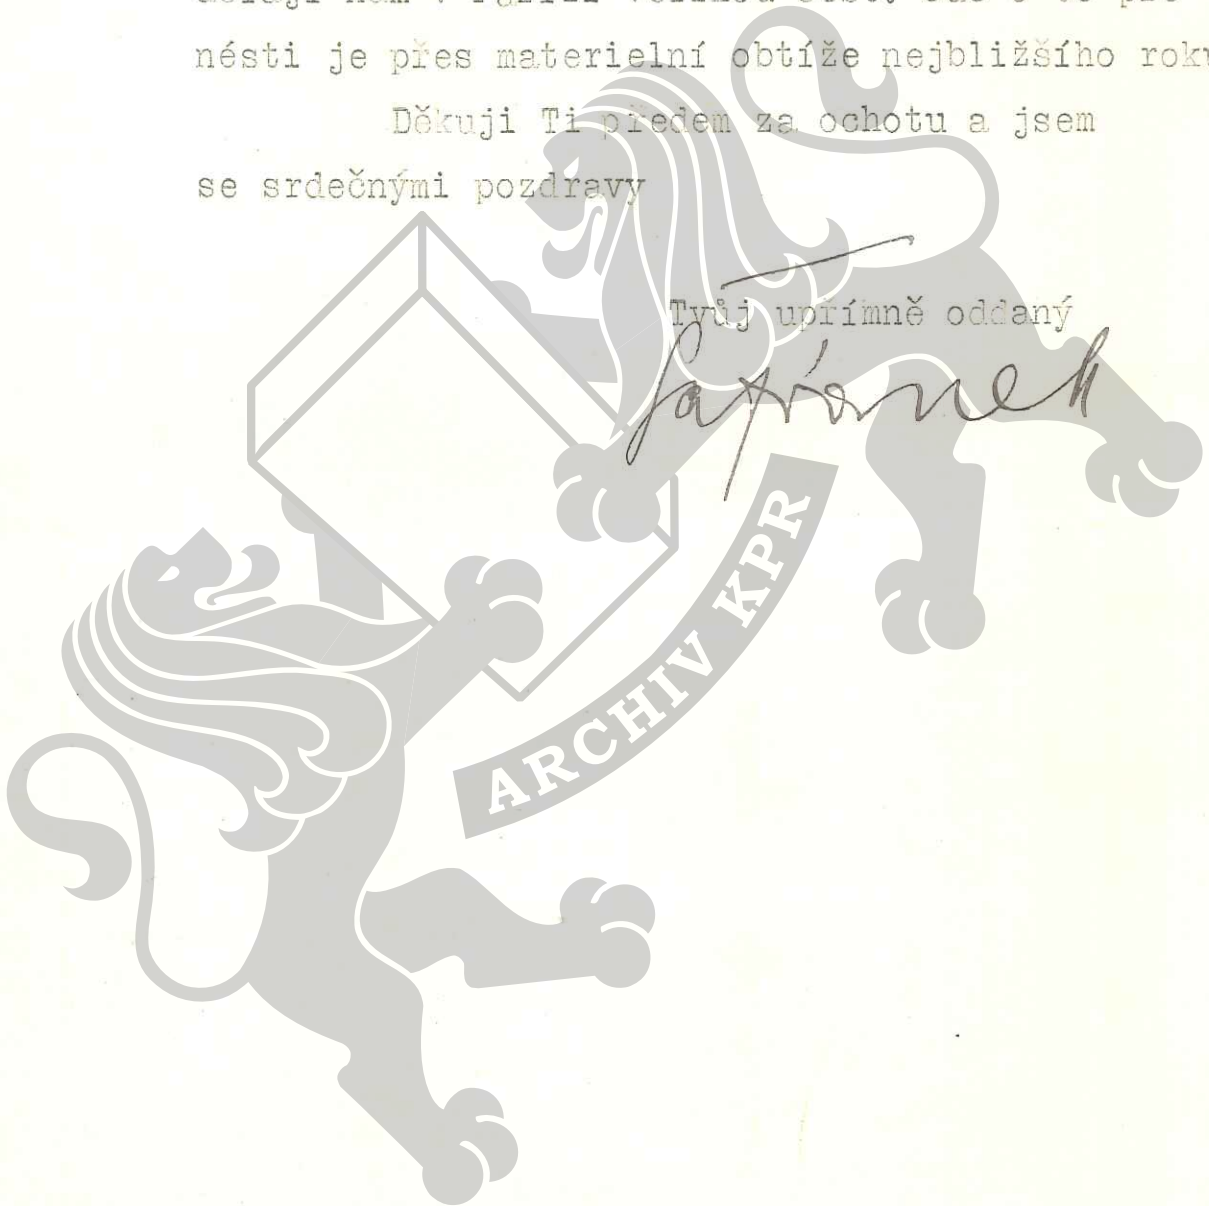 nésti je přes materielní obtíže nejbližšího roku
Děkuji Ti předem za ochotu a jsem
se srdečnými pozdravy
Tvůj upřímně oddaný
ARCHIV KPR